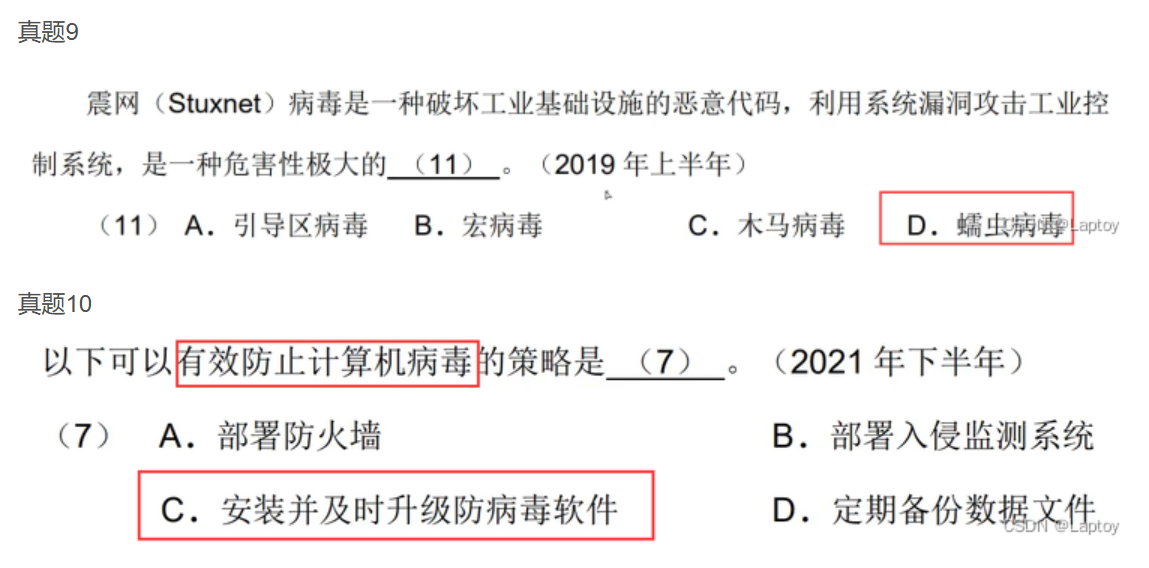 真题9
震网（Stuxnet）病毒是一种破坏工业基础设施的恶意代码，利用系统漏洞攻击工业控
制系统，是一种危害性极大的 （11） 。（2019 年上半年）
（11） A．引导区病毒 B．宏病毒 C．木马病毒 D．蠕虫病毒
CSDN @Laptoy
真题10
以下可以有效防止计算机病毒的策略是 （7） 。（2021 年下半年）
（7） A．部署防火墙 B．部署入侵监测系统
C．安装并及时升级防病毒软件 D．定期备份数据文件
CSDN @Laptoy